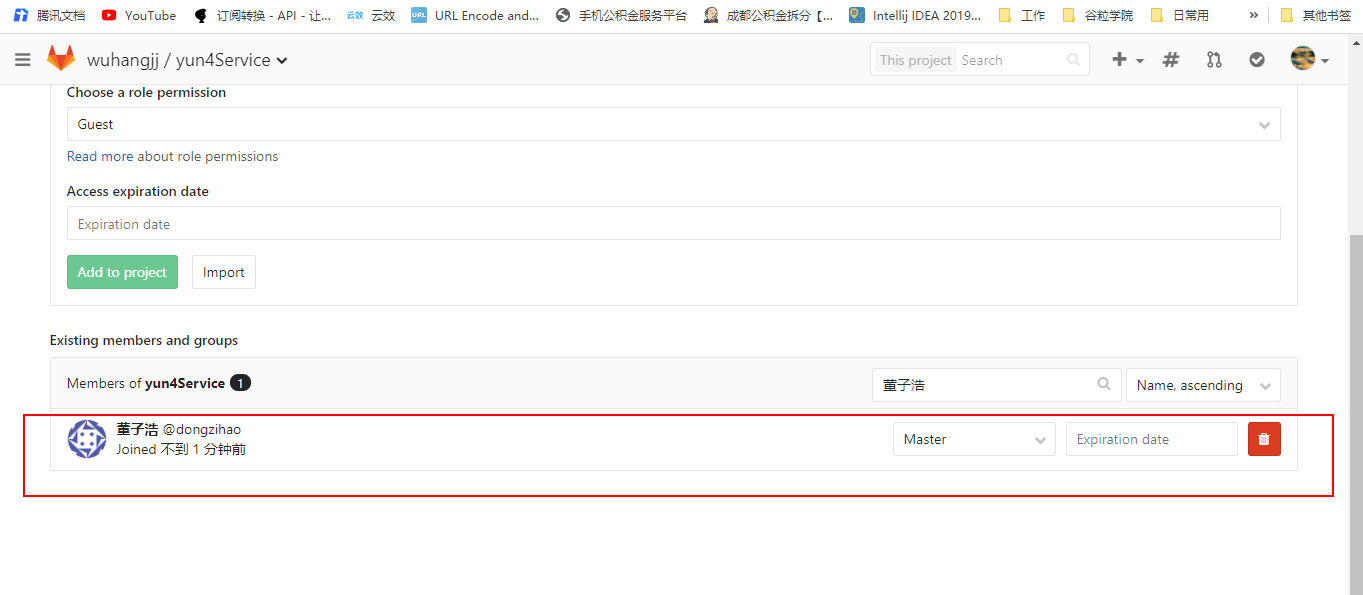 腾讯文档 YouTube 订阅转换 - API - 让... 云效 云效 URL URL Encode and... 手机公积金服务平台 成都公积金拆分【... Intellij IDEA 2019... 工作 谷粒学院 日常用 » 其他书签
wuhangjj / yun4Service This project Search
Choose a role permission
Guest
Read more about role permissions
Access expiration date
Expiration date
Add to project Import
Existing members and groups
Members of yun4Service 1 董子浩 Name, ascending
董子浩 @dongzihao Master Expiration date
Joined 不到 1 分钟前